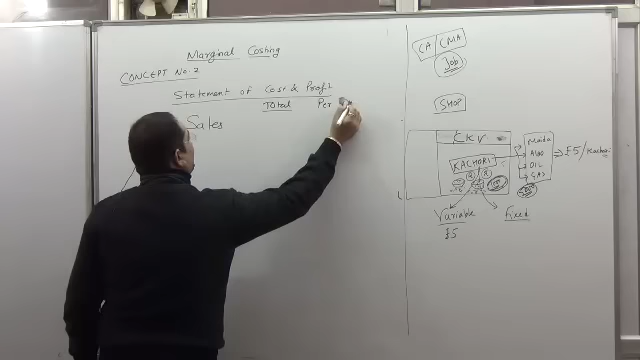 Marginal Costing
CONCEPT No. 2
Statement of Cost & Profit
Total Per
Sales
CA CMA
Job
SHOP
CKV
KACHORI
Maida
Aloo
OIL
GAS
₹5/Kachori
Variable
₹5
Fixed